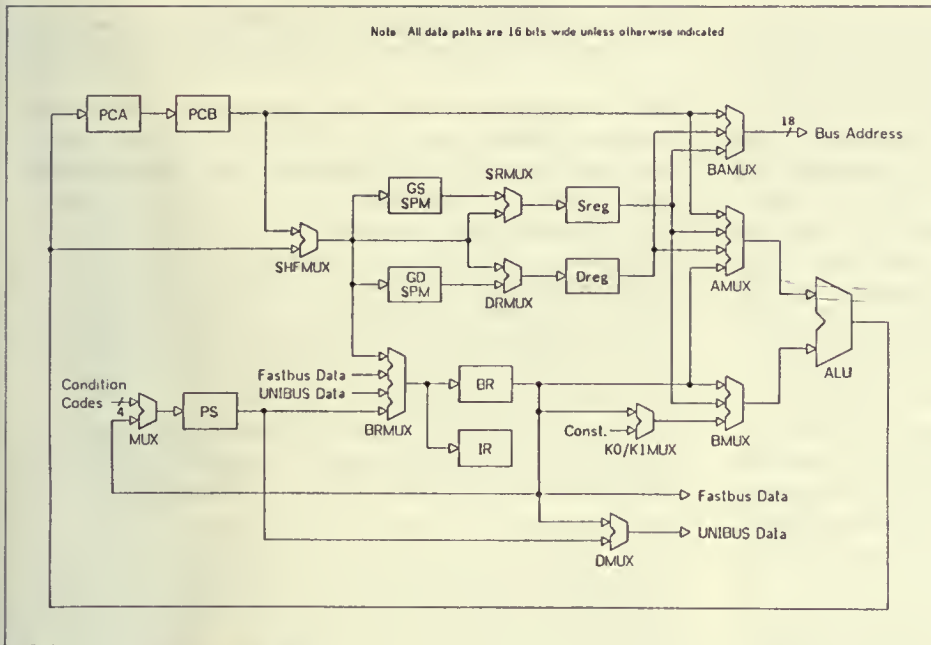 Note All data paths are 16 bits wide unless otherwise indicated
PCA
PCB
18
Bus Address
BAMUX
SRMUX
GS
SPM
Sreg
SHFMUX
GD
SPM
DRMUX
Dreg
AMUX
ALU
Condition
Codes
4
MUX
PS
Fastbus Data
UNIBUS Data
BRMUX
BR
IR
Const.
K0/K1MUX
BMUX
Fastbus Data
UNIBUS Data
DMUX